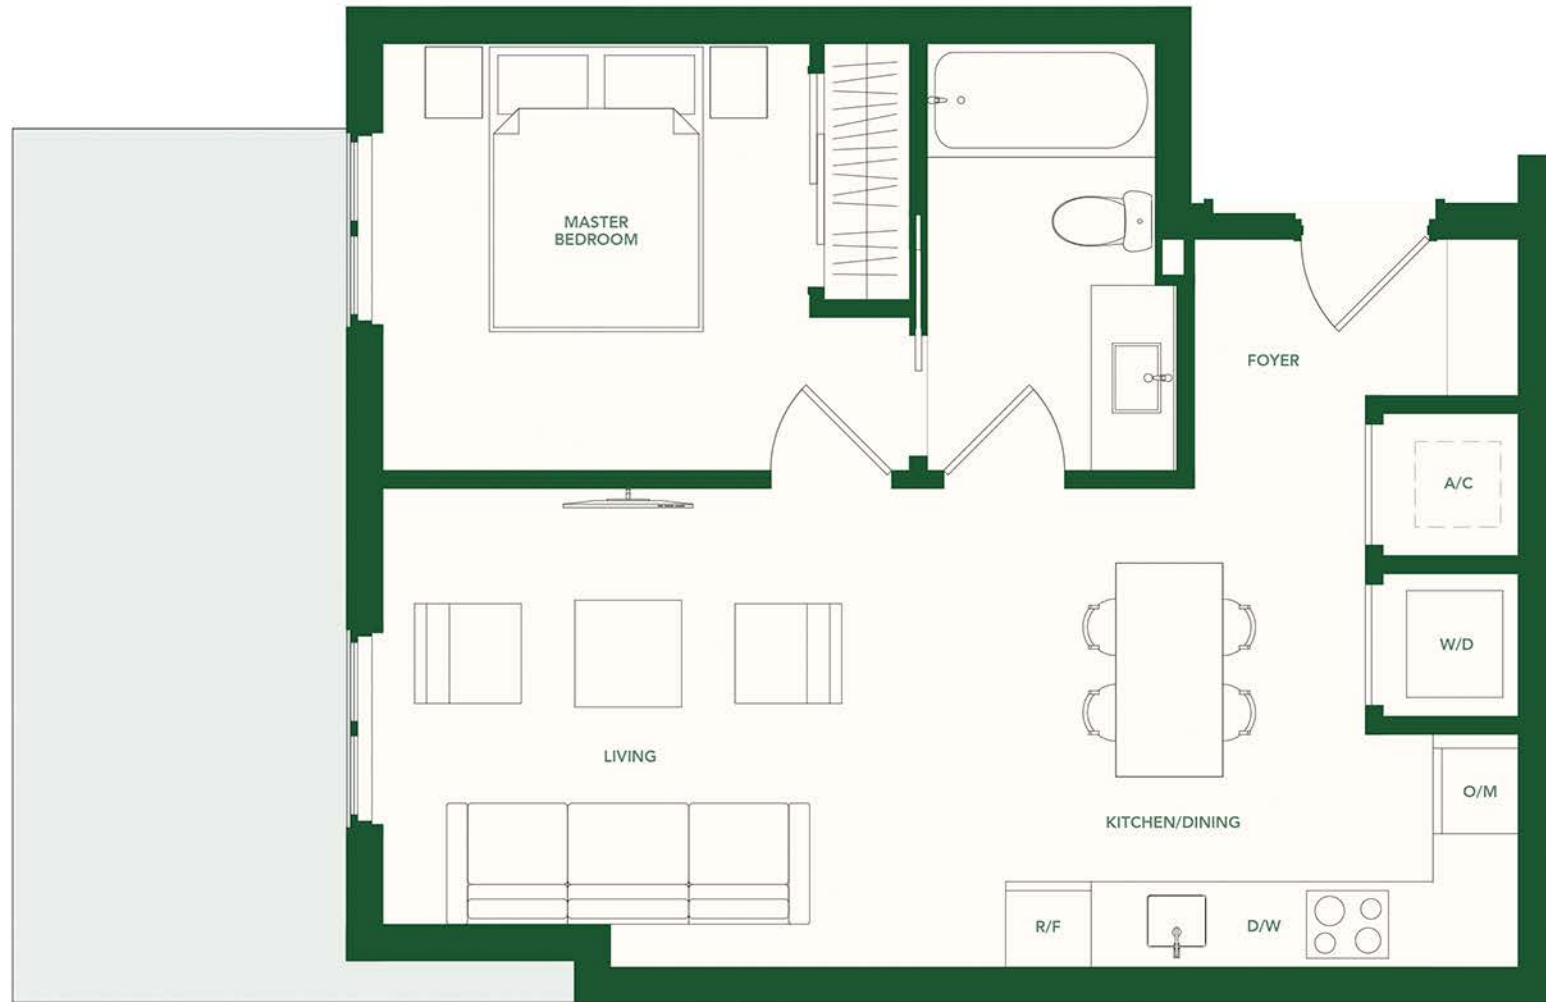 MASTER
BEDROOM
FOYER
A/C
W/D
LIVING
O/M
KITCHEN/DINING
R/F
D/W